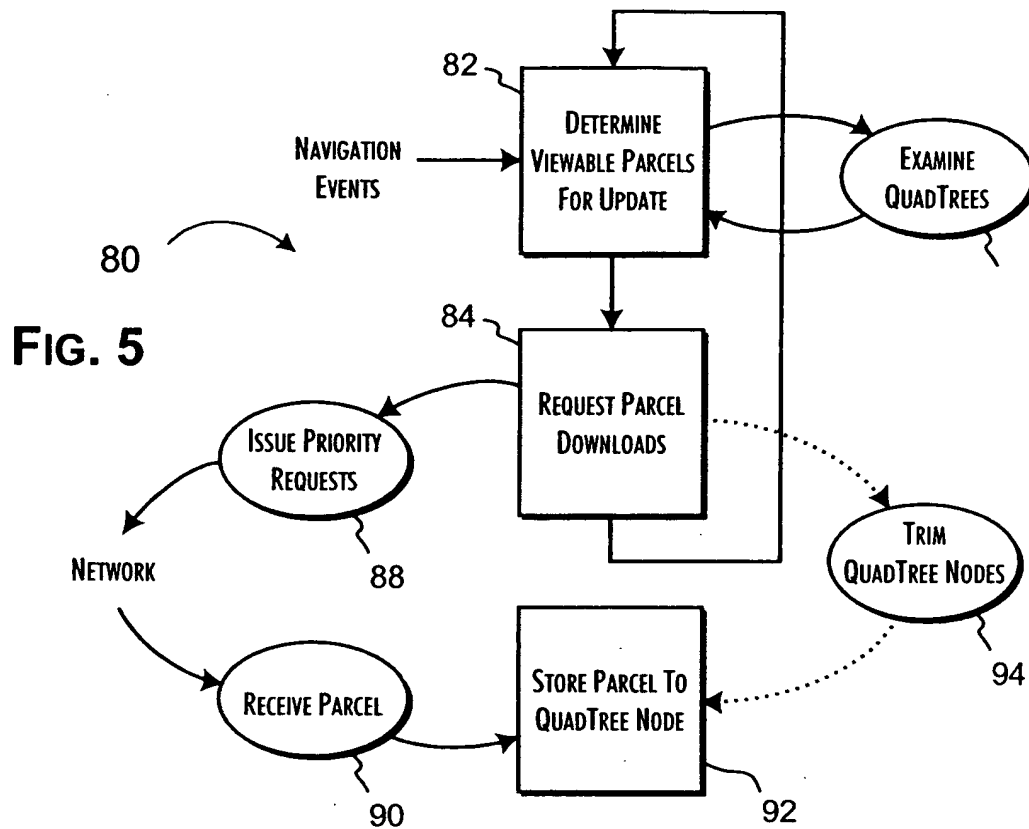 82
DETERMINE
VIEWABLE PARCELS
FOR UPDATE
NAVIGATION
EVENTS
EXAMINE
QUADTREES
80
FIG. 5
84
REQUEST PARCEL
DOWNLOADS
ISSUE PRIORITY
REQUESTS
88
TRIM
QUADTREE NODES
94
NETWORK
STORE PARCEL TO
QUADTREE NODE
92
RECEIVE PARCEL
90